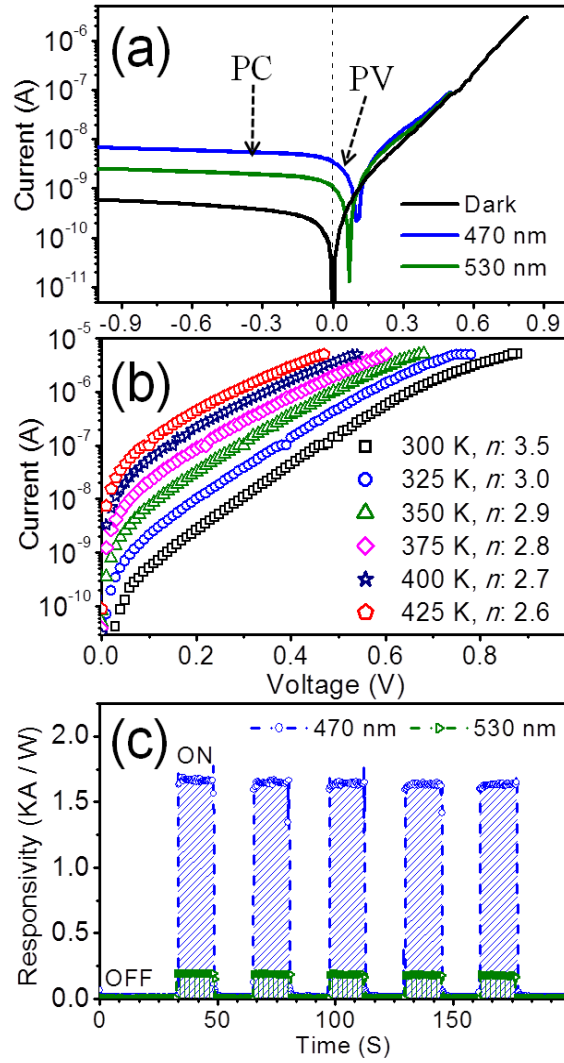 (a)
PC
PV
Current (A)
10-6
10-7
10-8
10-9
10-10
10-11
Dark
470 nm
530 nm
-0.9 -0.6 -0.3 0.0 0.3 0.6 0.9
(b)
Current (A)
10-5
10-6
10-7
10-8
10-9
10-10
300 K, n: 3.5
325 K, n: 3.0
350 K, n: 2.9
375 K, n: 2.8
400 K, n: 2.7
425 K, n: 2.6
0.0 0.2 0.4 0.6 0.8
Voltage (V)
(c)
470 nm 530 nm
ON
OFF
Responsivity (KA / W)
2.0
1.5
1.0
0.5
0.0
0 50 100 150
Time (S)